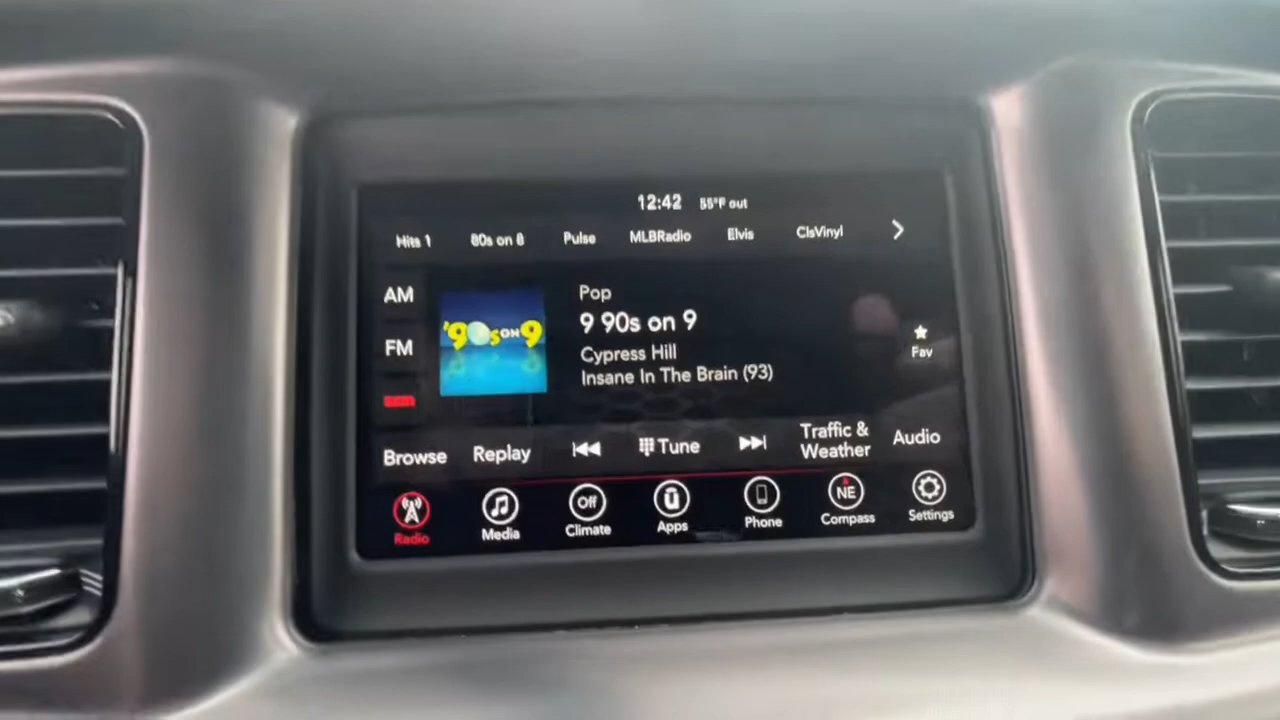 12:42 55°F out
Hits 1 80s on 8 Pulse MLBRadio Elvis ClsVinyl
AM
FM
'90s ON 9
Pop
9 90s on 9
Cypress Hill
Insane In The Brain (93)
Fav
Browse Replay Tune Traffic & Weather Audio
Off NE
Radio Media Climate Apps Phone Compass Settings